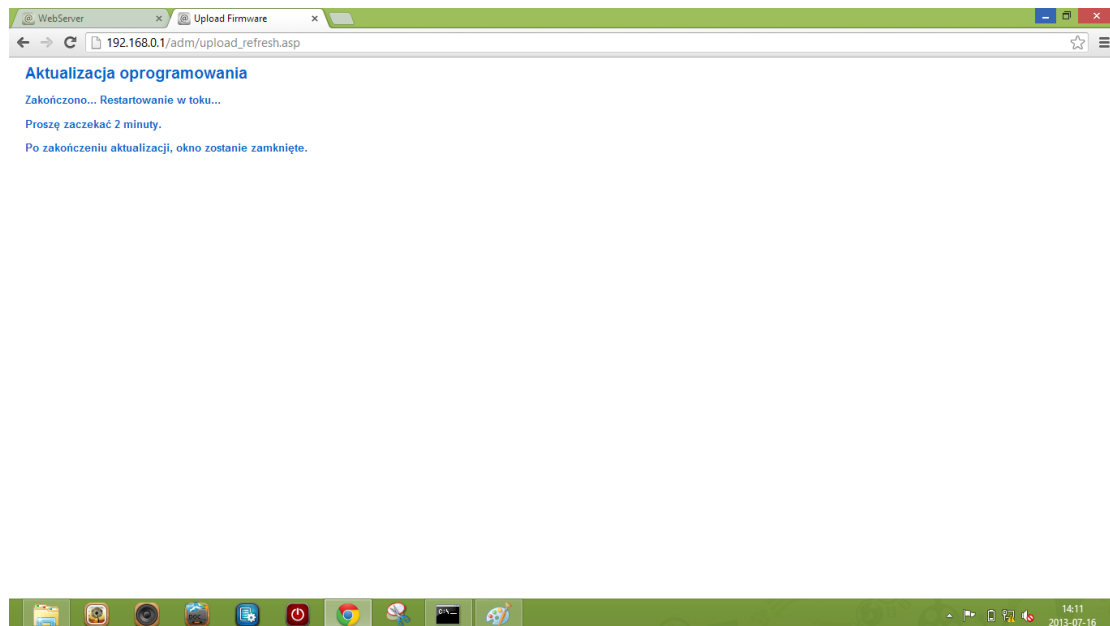 WebServer
Upload Firmware
192.168.0.1/adm/upload_refresh.asp
Aktualizacja oprogramowania
Zakończono... Restartowanie w toku...
Proszę zaczekać 2 minuty.
Po zakończeniu aktualizacji, okno zostanie zamknięte.
14:11
2013-07-16